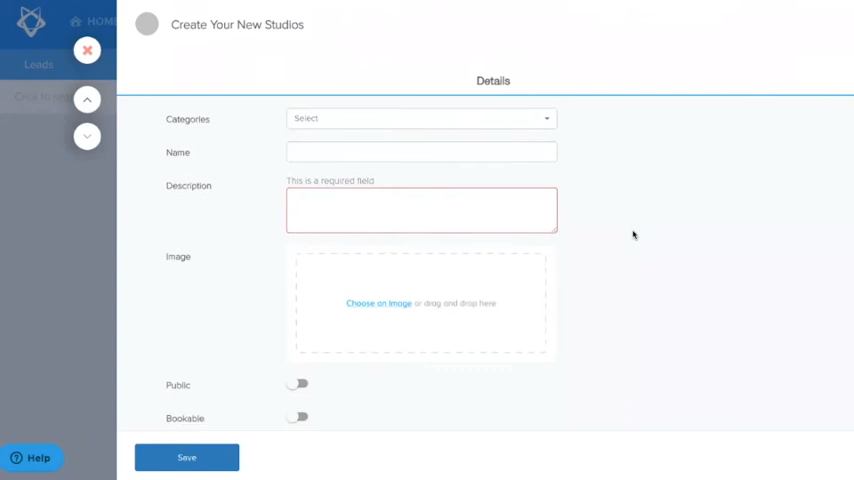 HOME
Create Your New Studios
Leads
Details
Categories
Select
Name
This is a required field
Description
Image
Choose an Image or drag and drop here
Public
Bookable
Help
Save